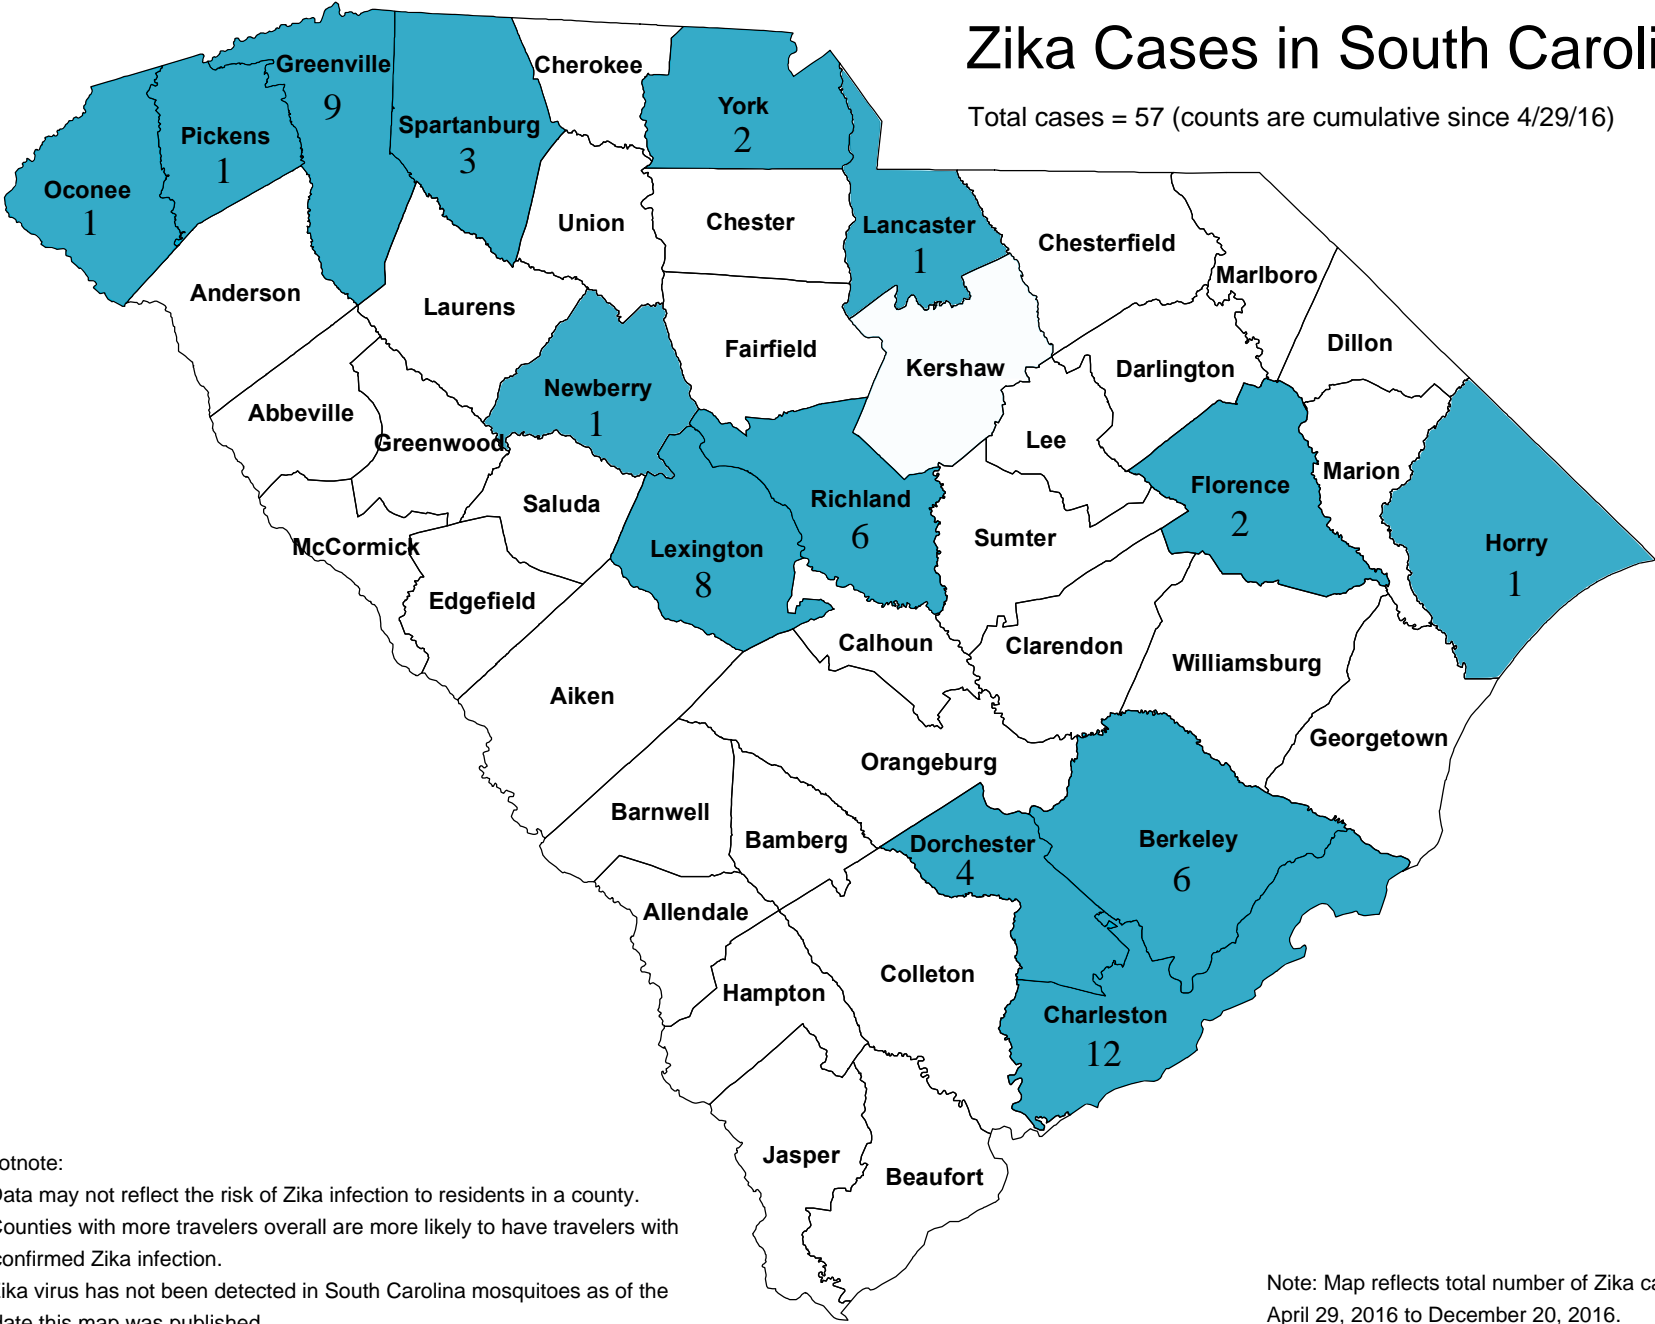 Zika Cases in South Caroli
Total cases = 57 (counts are cumulative since 4/29/16)
Greenville
9
Cherokee
York
2
Spartanburg
3
Pickens
1
Oconee
1
Union
Chester
Lancaster
1
Chesterfield
Marlboro
Anderson
Laurens
Fairfield
Kershaw
Darlington
Dillon
Newberry
1
Abbeville
Greenwood
Lee
Marion
Florence
2
Saluda
Richland
6
Sumter
Horry
1
McCormick
Lexington
8
Edgefield
Calhoun
Clarendon
Williamsburg
Aiken
Georgetown
Orangeburg
Barnwell
Bamberg
Dorchester
4
Berkeley
6
Allendale
Colleton
Hampton
Charleston
12
Jasper
Beaufort
otnote:
Data may not reflect the risk of Zika infection to residents in a county.
Counties with more travelers overall are more likely to have travelers with
confirmed Zika infection.
Zika virus has not been detected in South Carolina mosquitoes as of the
date this map was published
Note: Map reflects total number of Zika ca
April 29, 2016 to December 20, 2016.